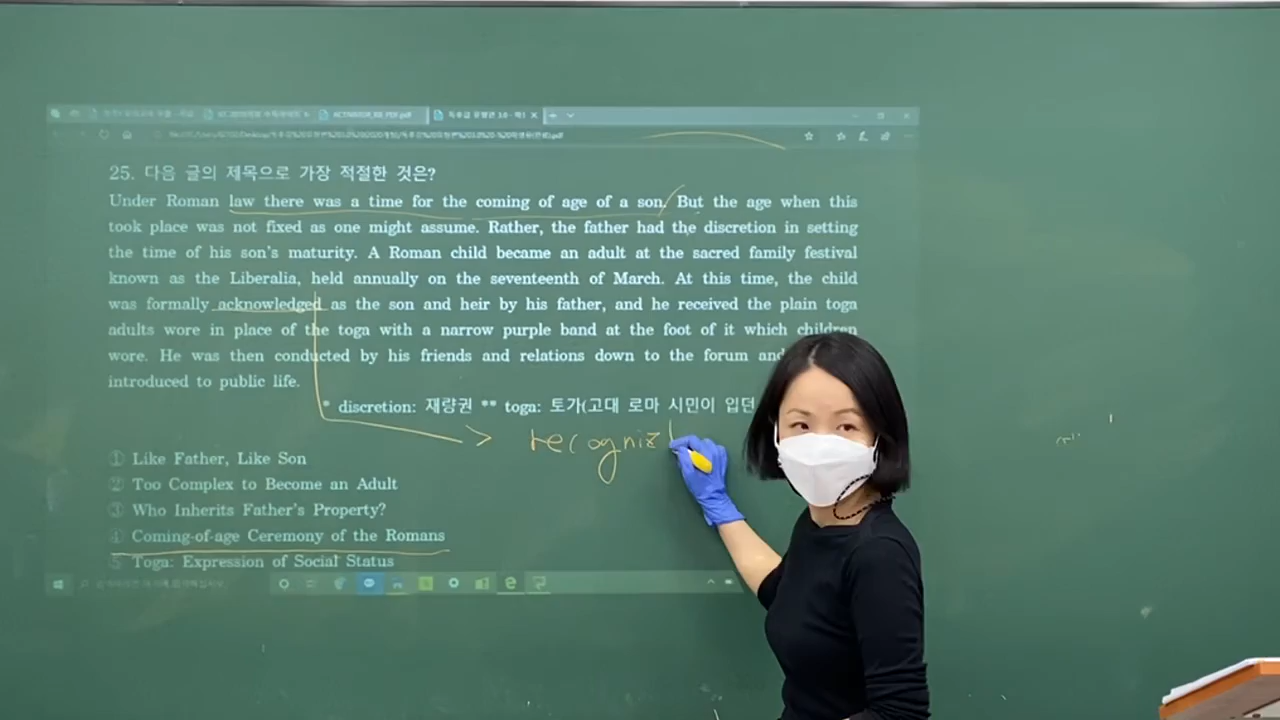 ACTIVATOR_EB_PDF.pdf
25. 다음 글의 제목으로 가장 적절한 것은?
Under Roman law there was a time for the coming of age of a son. But the age when this
took place was not fixed as one might assume. Rather, the father had the discretion in setting
the time of his son's maturity. A Roman child became an adult at the sacred family festival
known as the Liberalia, held annually on the seventeenth of March. At this time, the child
was formally acknowledged as the son and heir by his father, and he received the plain toga
adults wore in place of the toga with a narrow purple band at the foot of it which children
wore. He was then conducted by his friends and relations down to the forum and
introduced to public life.
* discretion: 재량권 ** toga: 토가(고대 로마 시민이 입던
recogniz
① Like Father, Like Son
② Too Complex to Become an Adult
③ Who Inherits Father's Property?
④ Coming-of-age Ceremony of the Romans
⑤ Toga: Expression of Social Status